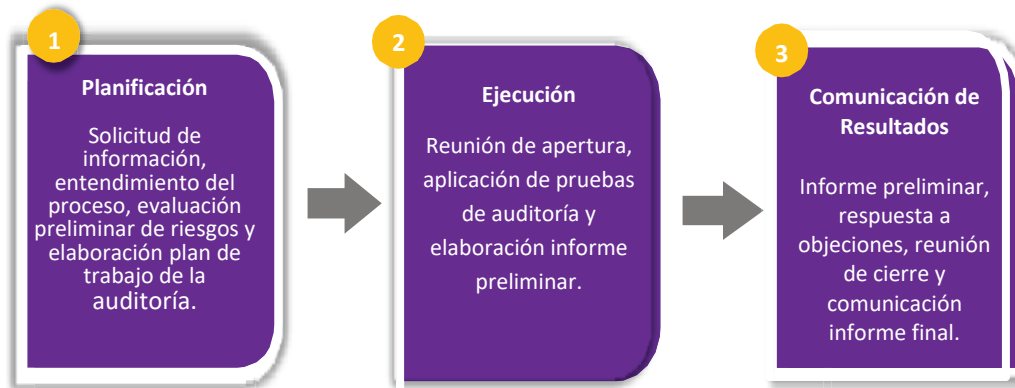 1
Planificación
Solicitud de
información,
entendimiento del
proceso, evaluación
preliminar de riesgos y
elaboración plan de
trabajo de la
auditoría.
2
Ejecución
Reunión de apertura,
aplicación de pruebas
de auditoría y
elaboración informe
preliminar.
3
Comunicación de
Resultados
Informe preliminar,
respuesta a
objeciones, reunión
de cierre y
comunicación
informe final.